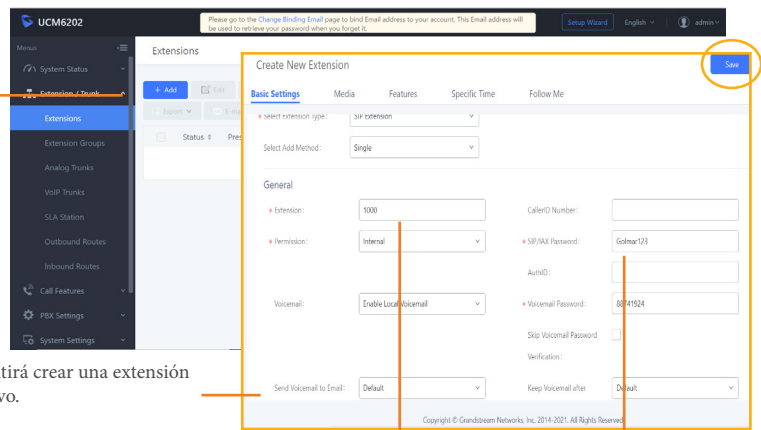 UCM6202
Please go to the Change Binding Email page to bind Email address to your account. This Email address will
be used to retrieve your password when you forget it.
Setup Wizard
English
admin
Menus
System Status
Extension / Trunk
Extensions
Extension Groups
Analog Trunks
VoIP Trunks
SLA Station
Outbound Routes
Inbound Routes
Call Features
PBX Settings
System Settings
Extensions
+ Add
Edit
Export
Status
Create New Extension
Save
Basic Settings
Media
Features
Specific Time
Follow Me
* Select Extension Type:
SIP Extension
Select Add Method:
Single
General
* Extension:
1000
CallerID Number:
* Permission:
Internal
* SIP/IAX Password:
Golmar123
AuthID:
Voicemail:
Enable Local Voicemail
* Voicemail Password:
88741924
Skip Voicemail Password
Verification:
Send Voicemail to Email:
Default
Keep Voicemail after
Default
Copyright © Grandstream Networks, Inc. 2014-2021. All Rights Reserved.
tirá crear una extensión
vo.